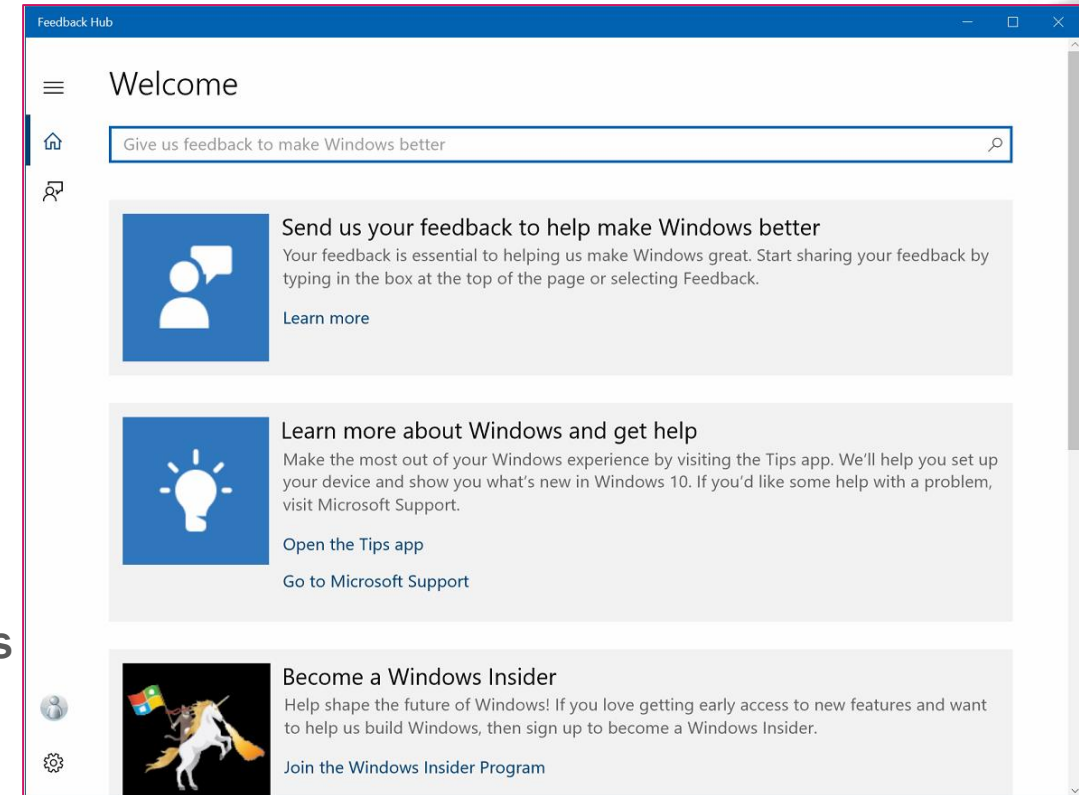 Feedback Hub
Welcome
Give us feedback to make Windows better
Send us your feedback to help make Windows better
Your feedback is essential to helping us make Windows great. Start sharing your feedback by
typing in the box at the top of the page or selecting Feedback.
Learn more
Learn more about Windows and get help
Make the most out of your Windows experience by visiting the Tips app. We'll help you set up
your device and show you what's new in Windows 10. If you'd like some help with a problem,
visit Microsoft Support.
Open the Tips app
Go to Microsoft Support
s
Become a Windows Insider
Help shape the future of Windows! If you love getting early access to new features and want
to help us build Windows, then sign up to become a Windows Insider.
Join the Windows Insider Program